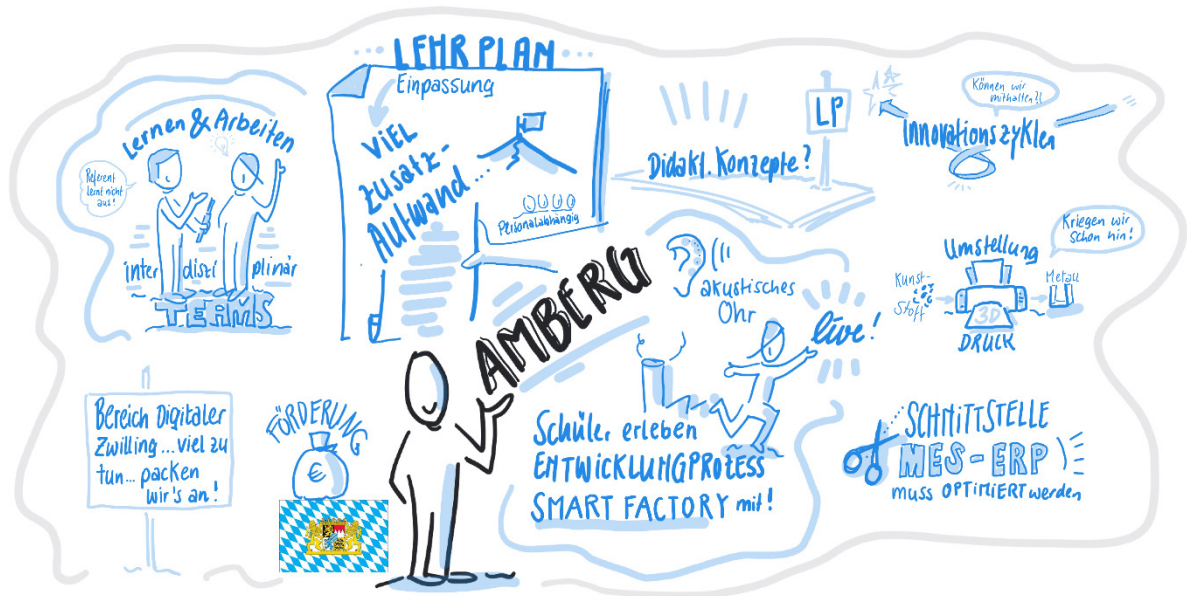 LEHRPLAN
Einpassung
VIEL
ZUSATZ-
AUFWAND...
Personalabhängig
Lernen & Arbeiten
Referent
lernt nicht
aus!
inter diszi plinär
TEAMS
Didakt. Konzepte?
LP
Können wir
mithalten?!
Innovationszyklen
akustisches
Ohr
live!
Kriegen wir
schon hin!
Umstellung
Kunst-
stoff
Metall
3D
DRUCK
AMBERG
Bereich Digitaler
Zwilling...viel zu
tun... packen
wir's an!
FÖRDERUNG
€
Schüler erleben
ENTWICKLUNGPROZESS
SMART FACTORY mit!
SCHNITTSTELLE
MES-ERP
muss OPTIMIERT werden